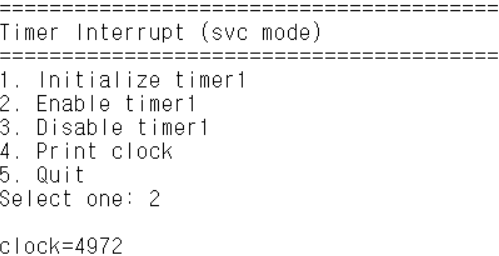 ========================================
Timer Interrupt (svc mode)
========================================
1. Initialize timer1
2. Enable timer1
3. Disable timer1
4. Print clock
5. Quit
Select one: 2
clock=4972